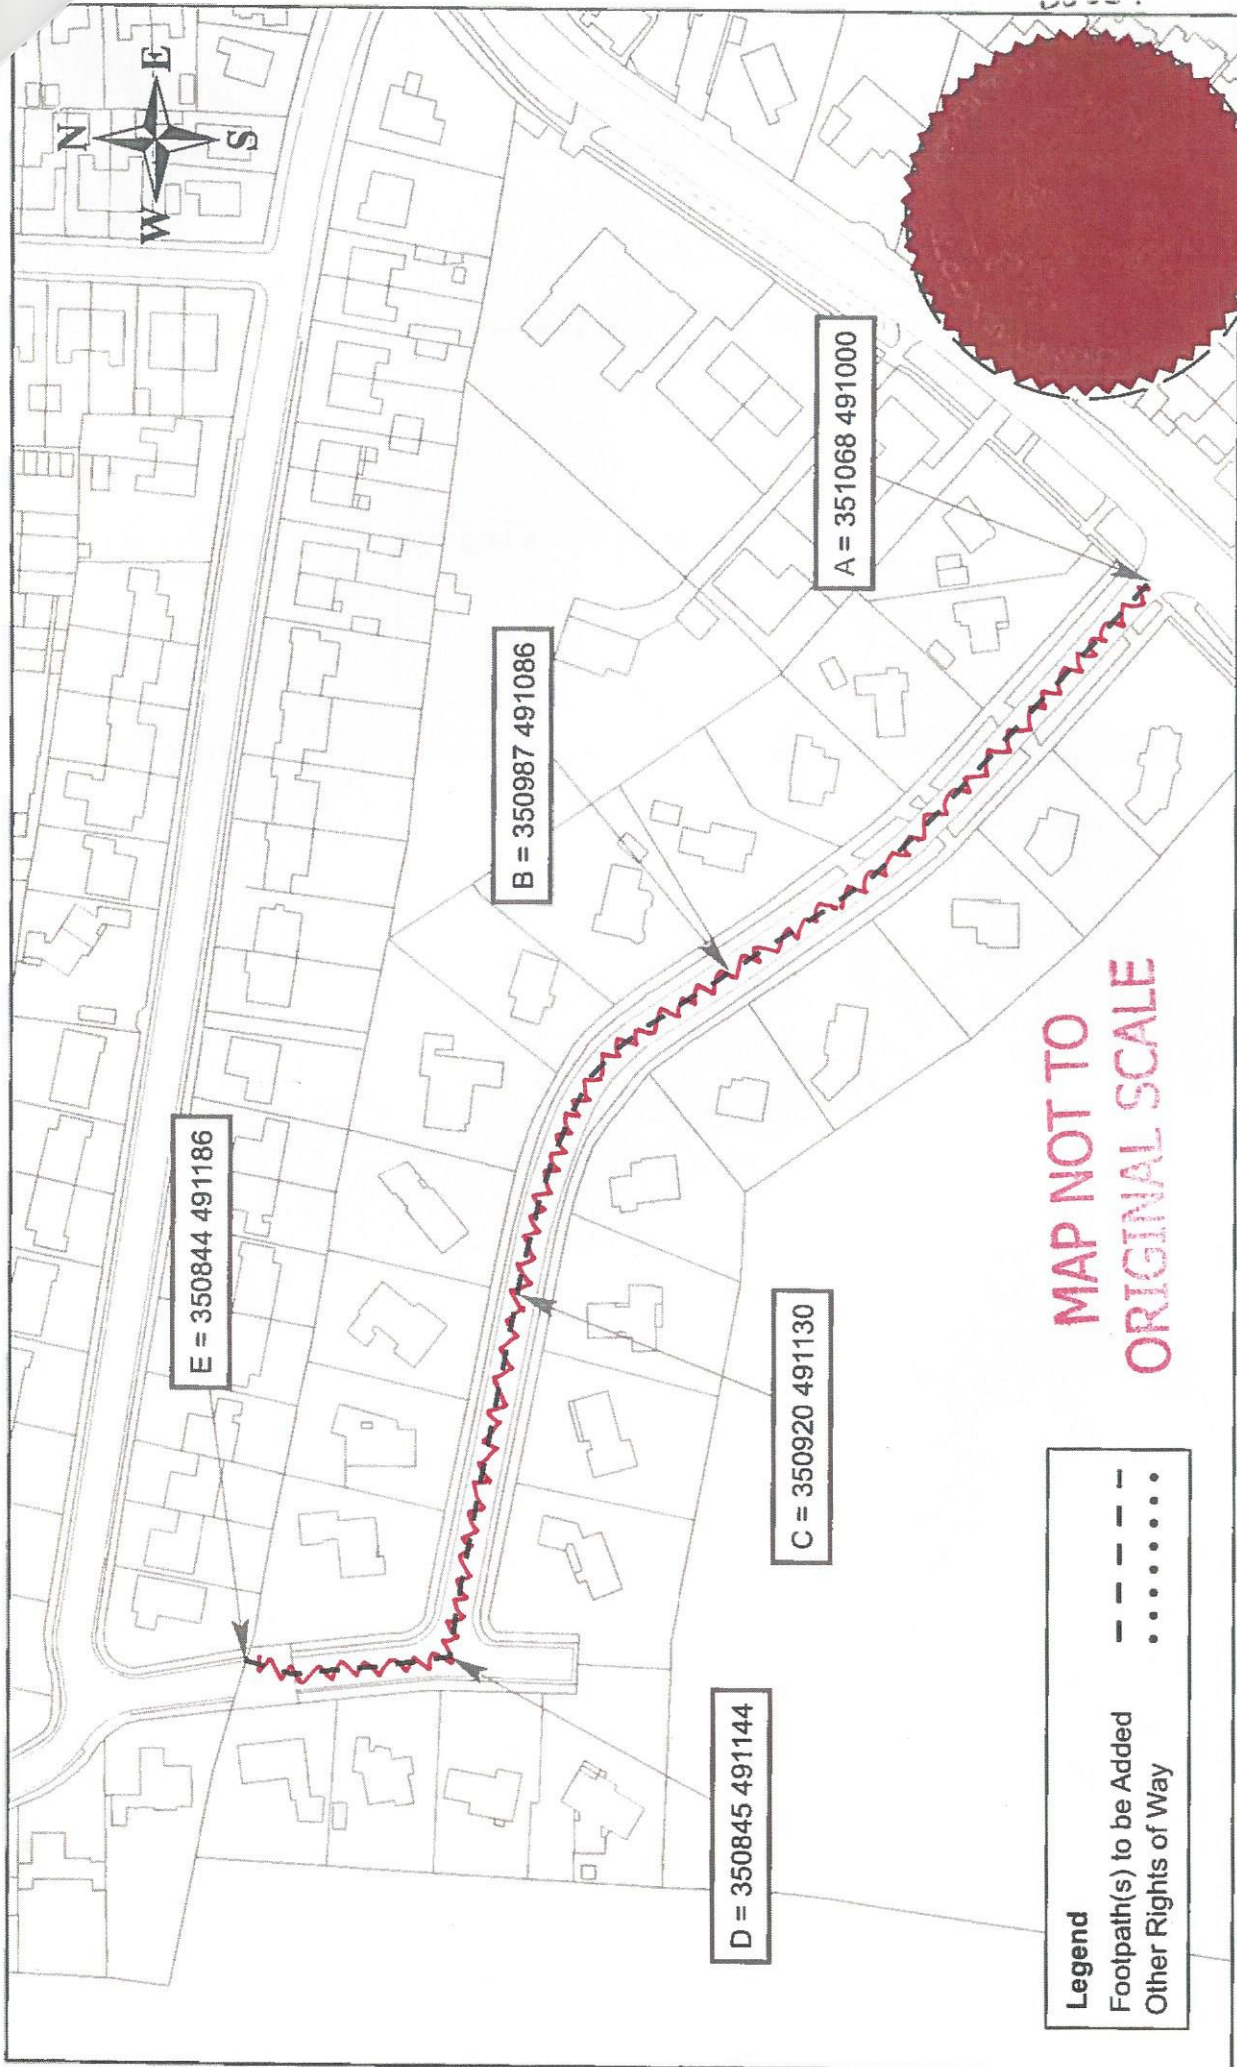 N
E
S
W
E = 350844 491186
B = 350987 491086
A = 351068 491000
C = 350920 491130
D = 350845 491144
MAP NOT TO
ORIGINAL SCALE
Legend
Footpath(s) to be Added
Other Rights of Way